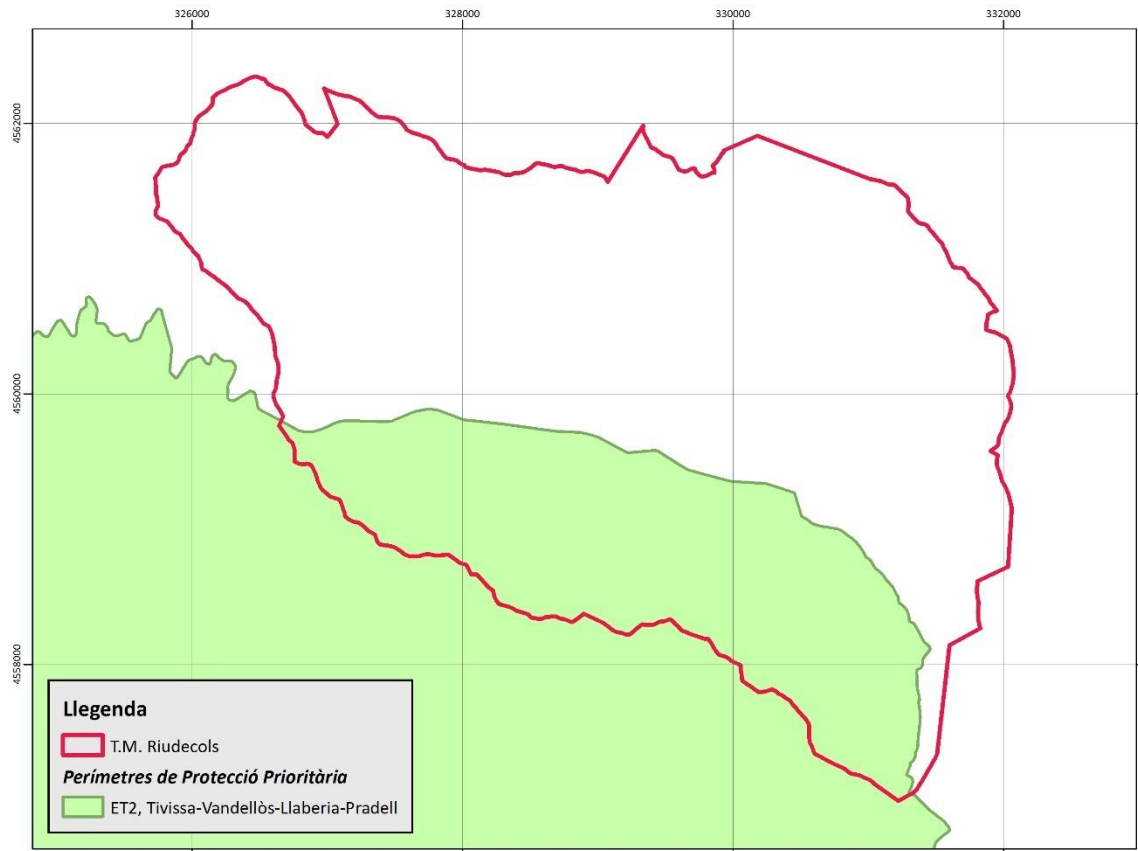 326000
328000
330000
332000
4562000
4560000
4558000
Llegenda
T.M. Riudecols
Perímetres de Protecció Prioritària
ET2, Tivissa-Vandellòs-Llaberia-Pradell